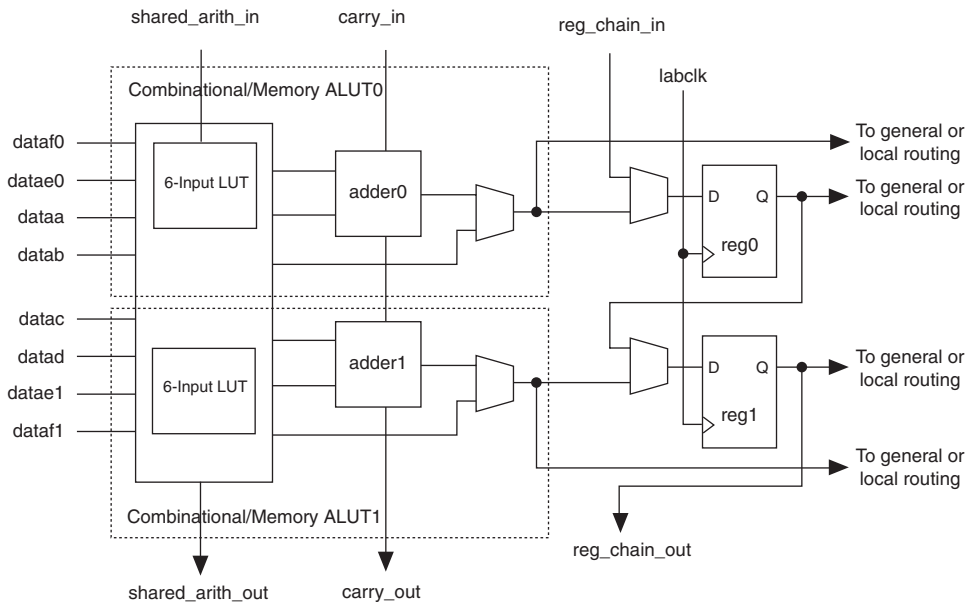 shared_arith_in
carry_in
reg_chain_in
labclk
Combinational/Memory ALUT0
dataf0
datae0
dataa
datab
6-Input LUT
adder0
D
Q
reg0
To general or
local routing
To general or
local routing
datac
datad
datae1
dataf1
6-Input LUT
adder1
D
Q
reg1
To general or
local routing
To general or
local routing
Combinational/Memory ALUT1
reg_chain_out
shared_arith_out
carry_out